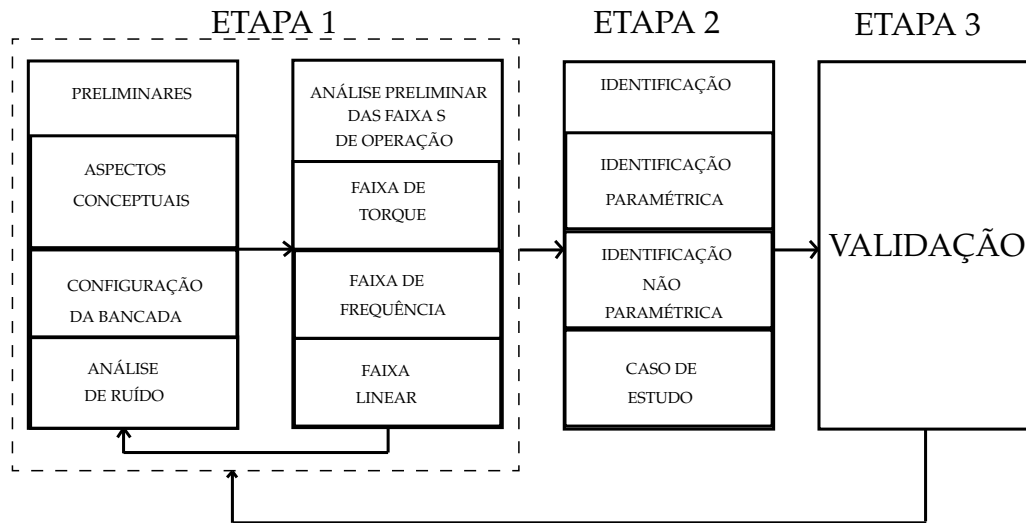 ETAPA 1
PRELIMINARES
ASPECTOS
CONCEPTUAIS
CONFIGURAÇÃO
DA BANCADA
ANÁLISE
DE RUÍDO
ANÁLISE PRELIMINAR
DAS FAIXA S
DE OPERAÇÃO
FAIXA DE
TORQUE
FAIXA DE
FREQUÊNCIA
FAIXA
LINEAR
ETAPA 2
IDENTIFICAÇÃO
IDENTIFICAÇÃO
PARAMÉTRICA
IDENTIFICAÇÃO
NÃO
PARAMÉTRICA
CASO DE
ESTUDO
ETAPA 3
VALIDAÇÃO